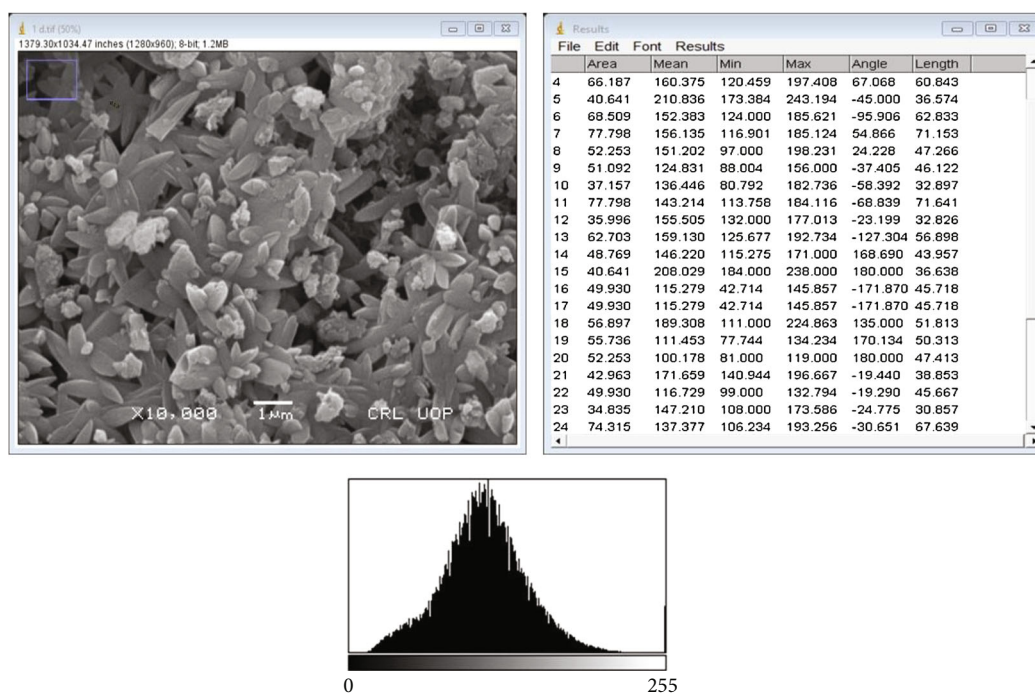 1 d.tif (50%)
1379.30x1034.47 inches (1280x960); 8-bit; 1.2MB
X10,000 1μm CRL UOP
Results
File Edit Font Results
Area Mean Min Max Angle Length
4 66.187 160.375 120.459 197.408 67.068 60.843
5 40.641 210.836 173.384 243.194 -45.000 36.574
6 68.509 152.383 124.000 185.621 -95.906 62.833
7 77.798 156.135 116.901 185.124 54.866 71.153
8 52.253 151.202 97.000 198.231 24.228 47.266
9 51.092 124.831 88.004 156.000 -37.405 46.122
10 37.157 136.446 80.792 182.736 -58.392 32.897
11 77.798 143.214 113.758 184.116 -68.839 71.641
12 35.996 155.505 132.000 177.013 -23.199 32.826
13 62.703 159.130 125.677 192.734 -127.304 56.898
14 48.769 146.220 115.275 171.000 168.690 43.957
15 40.641 208.029 184.000 238.000 180.000 36.638
16 49.930 115.279 42.714 145.857 -171.870 45.718
17 49.930 115.279 42.714 145.857 -171.870 45.718
18 56.897 189.308 111.000 224.863 135.000 51.813
19 55.736 111.453 77.744 134.234 170.134 50.313
20 52.253 100.178 81.000 119.000 180.000 47.413
21 42.963 171.659 140.944 196.667 -19.440 38.853
22 49.930 116.729 99.000 132.794 -19.290 45.667
23 34.835 147.210 108.000 173.586 -24.775 30.857
24 74.315 137.377 106.234 193.256 -30.651 67.639
0 255